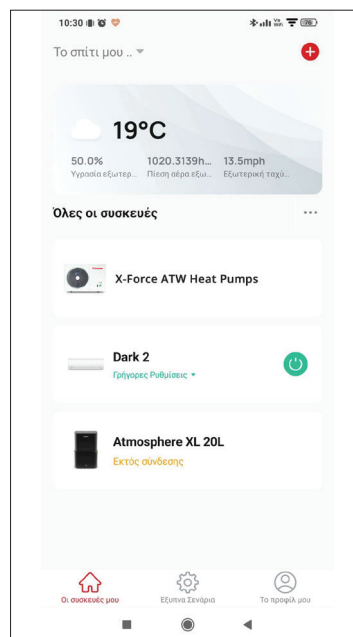 10:30
Το σπίτι μου ..
19°C
50.0% 1020.3139h... 13.5mph
Υγρασία εξωτερ... Πίεση αέρα εξω... Εξωτερική ταχύ...
Όλες οι συσκευές
X-Force ATW Heat Pumps
Dark 2
Γρήγορες Ρυθμίσεις
Atmosphere XL 20L
Εκτός σύνδεσης
Οι συσκευές μου Έξυπνα Σενάρια Το προφίλ μου